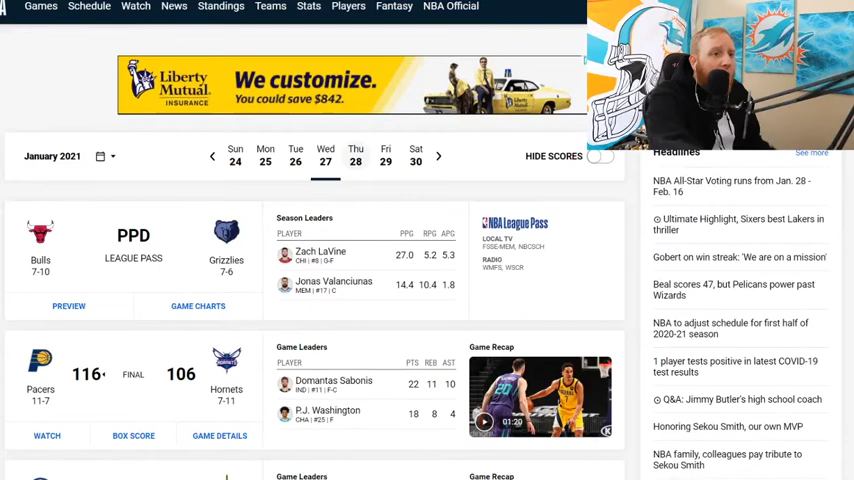 Games Schedule Watch News Standings Teams Stats Players Fantasy NBA Official
Liberty
Mutual
INSURANCE
We customize.
You could save $842.
January 2021
Sun Mon Tue Wed Thu Fri Sat
24 25 26 27 28 29 30
HIDE SCORES
Bulls
7-10
PPD
LEAGUE PASS
Grizzlies
7-6
PREVIEW
GAME CHARTS
Season Leaders
PLAYER PPG RPG APG
Zach LaVine 27.0 5.2 5.3
CHI | #8 | G-F
Jonas Valanciunas 14.4 10.4 1.8
MEM | #17 | C
NBA League Pass
LOCAL TV
FSSE-MEM, NBCSCH
RADIO
WMFS, WSCR
Pacers
11-7
116
FINAL
106
Hornets
7-11
WATCH
BOX SCORE
GAME DETAILS
Game Leaders
PLAYER PTS REB AST
Domantas Sabonis 22 11 10
IND | #11 | F-C
P.J. Washington 18 8 4
CHA | #25 | F
Game Recap
01:20
Game Leaders
Game Recap
Headlines
See more
NBA All-Star Voting runs from Jan. 28 -
Feb. 16
Ultimate Highlight, Sixers best Lakers in
thriller
Gobert on win streak: 'We are on a mission'
Beal scores 47, but Pelicans power past
Wizards
NBA to adjust schedule for first half of
2020-21 season
1 player tests positive in latest COVID-19
test results
Q&A: Jimmy Butler's high school coach
Honoring Sekou Smith, our own MVP
NBA family, colleagues pay tribute to
Sekou Smith